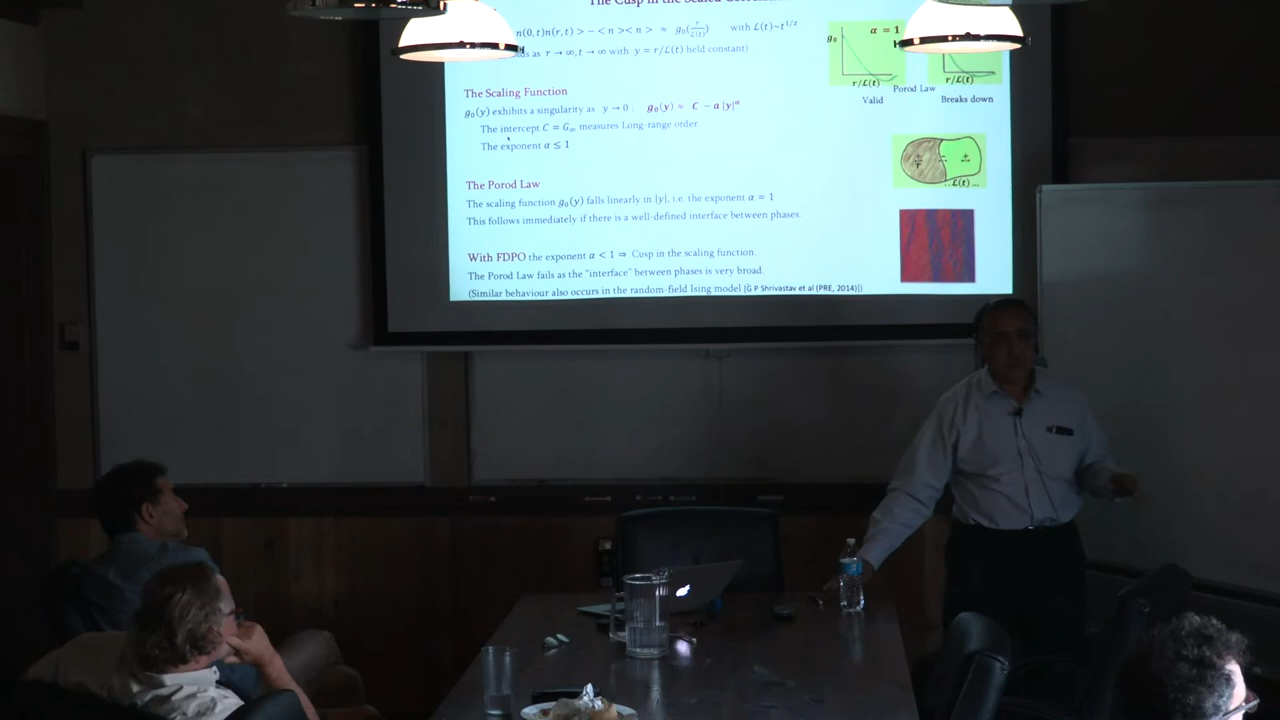 The Cusp in the Scaled
n(0,t)n(r,t) > − < n >< n > ≈ g₀(r/ℒ(t)) with ℒ(t)~t^{1/z}
as r → ∞, t → ∞ with y = r/ℒ(t) held constant)
The Scaling Function
g₀(y) exhibits a singularity as y → 0 : g₀(y) ≈ C − a |y|^α
The intercept C = G∞ measures Long-range order.
The exponent α ≤ 1
The Porod Law
The scaling function g₀(y) falls linearly in |y|, i.e. the exponent α = 1
This follows immediately if there is a well-defined interface between phases.
With FDPO the exponent α < 1 ⇒ Cusp in the scaling function.
The Porod Law fails as the "interface" between phases is very broad.
(Similar behaviour also occurs in the random-field Ising model [G P Shrivastav et al (PRE, 2014)])
g₀
α = 1
r/ℒ(t)
r/ℒ(t)
Porod Law
Valid
Breaks down
r
+
..ℒ(t)...